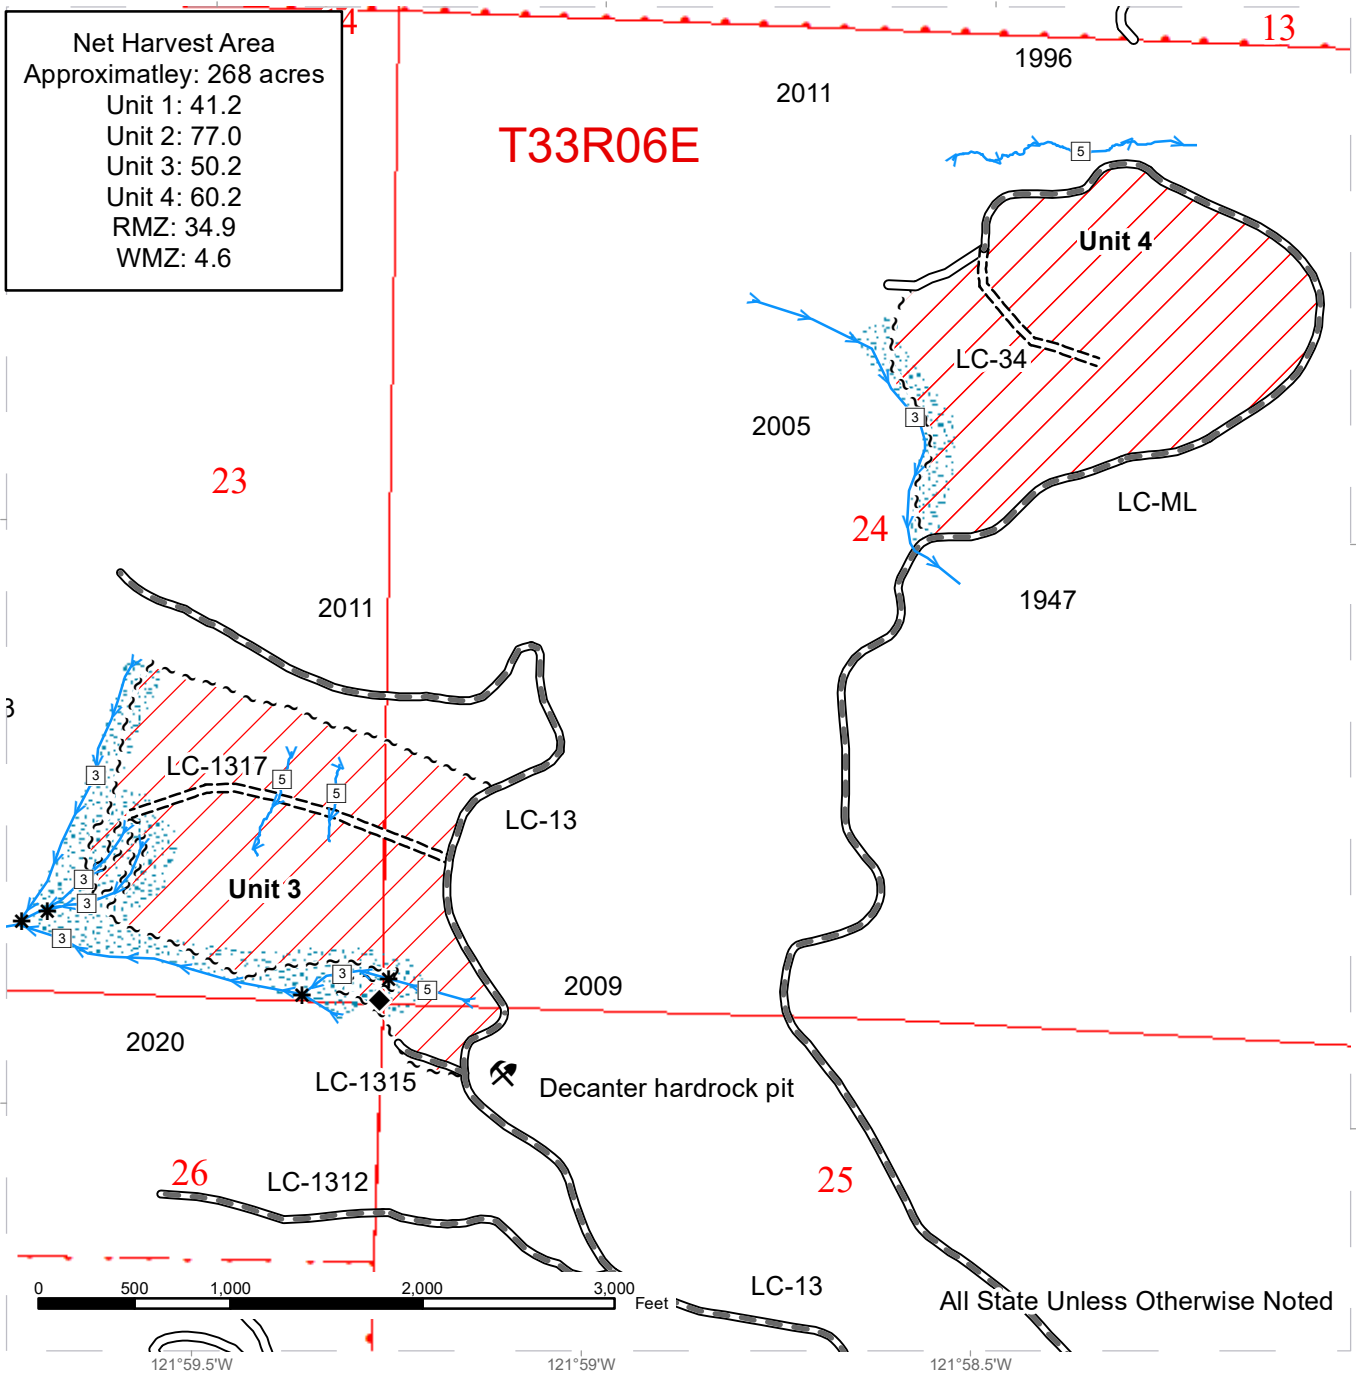 Net Harvest Area
Approximatley: 268 acres
Unit 1: 41.2
Unit 2: 77.0
Unit 3: 50.2
Unit 4: 60.2
RMZ: 34.9
WMZ: 4.6
4
13
1996
2011
T33R06E
5
Unit 4
LC-34
3
2005
23
LC-ML
24
1947
2011
3
LC-1317
5
5
LC-13
3
3
Unit 3
3
3
3
5
2009
2020
LC-1315
Decanter hardrock pit
26
LC-1312
25
0 500 1,000 2,000 3,000
Feet
LC-13
All State Unless Otherwise Noted
121°59.5'W 121°59'W 121°58.5'W